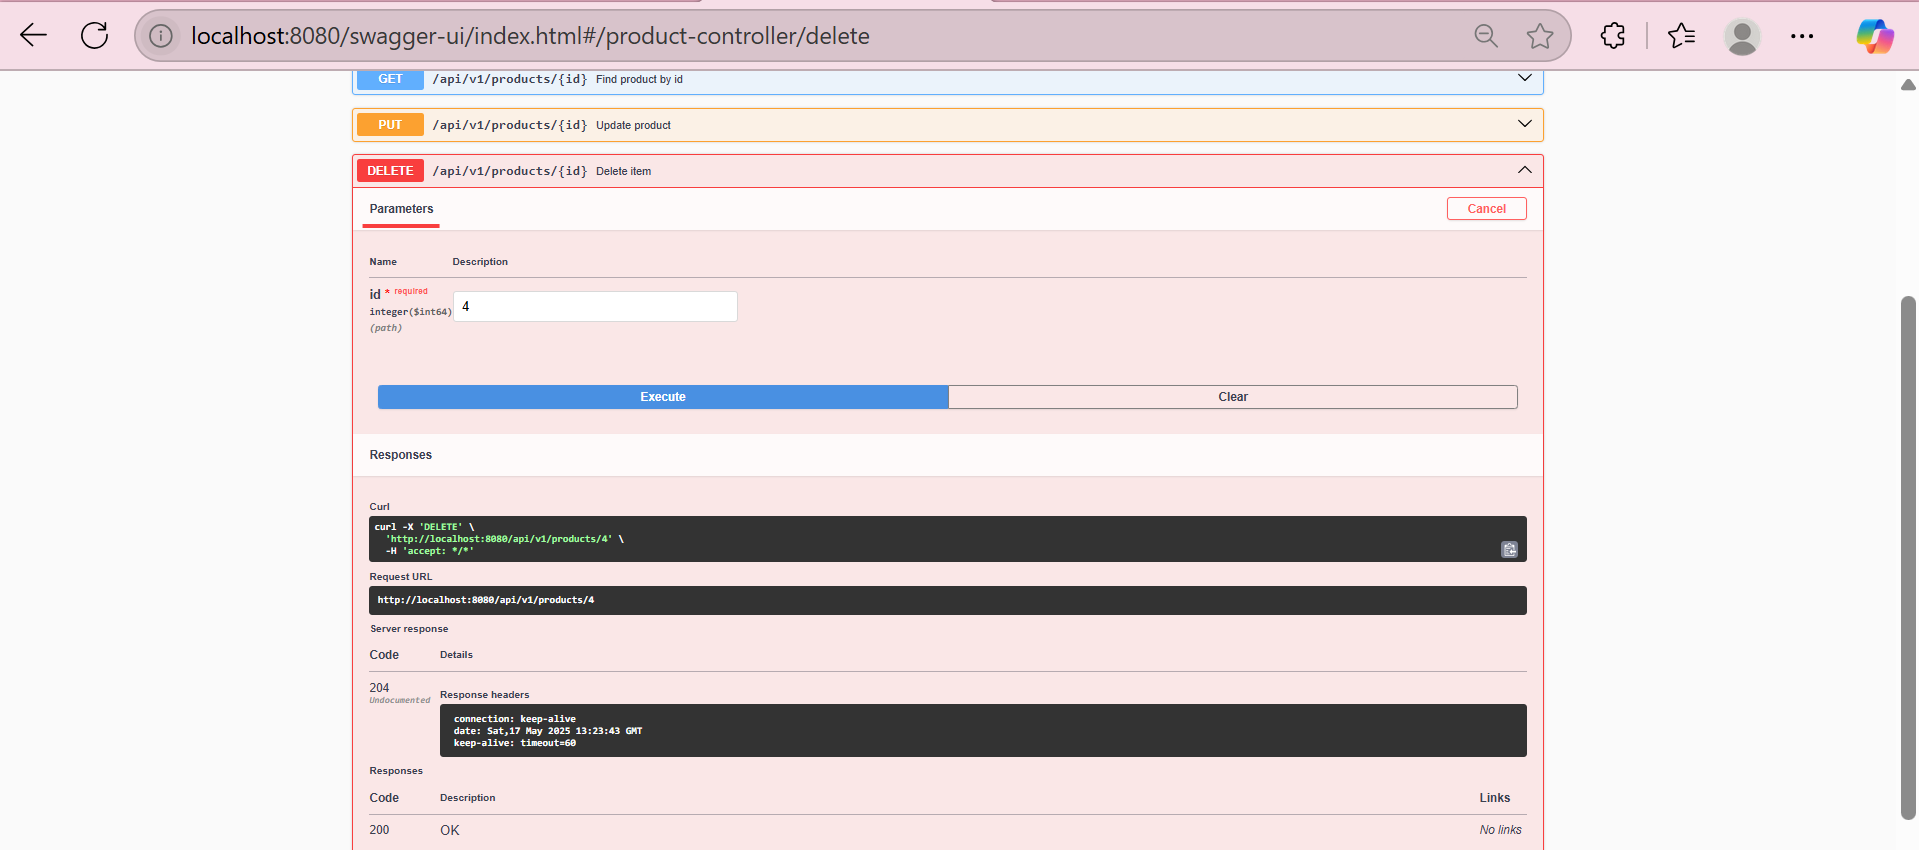 localhost:8080/swagger-ui/index.html#/product-controller/delete
GET /api/v1/products/{id} Find product by id
PUT /api/v1/products/{id} Update product
DELETE /api/v1/products/{id} Delete item
Parameters
Cancel
Name Description
id * required
integer($int64)
(path)
4
Execute Clear
Responses
Curl
curl -X 'DELETE' \
'http://localhost:8080/api/v1/products/4' \
-H 'accept: */*'
Request URL
http://localhost:8080/api/v1/products/4
Server response
Code Details
204
Undocumented
Response headers
connection: keep-alive
date: Sat,17 May 2025 13:23:43 GMT
keep-alive: timeout=60
Responses
Code Description Links
200 OK No links